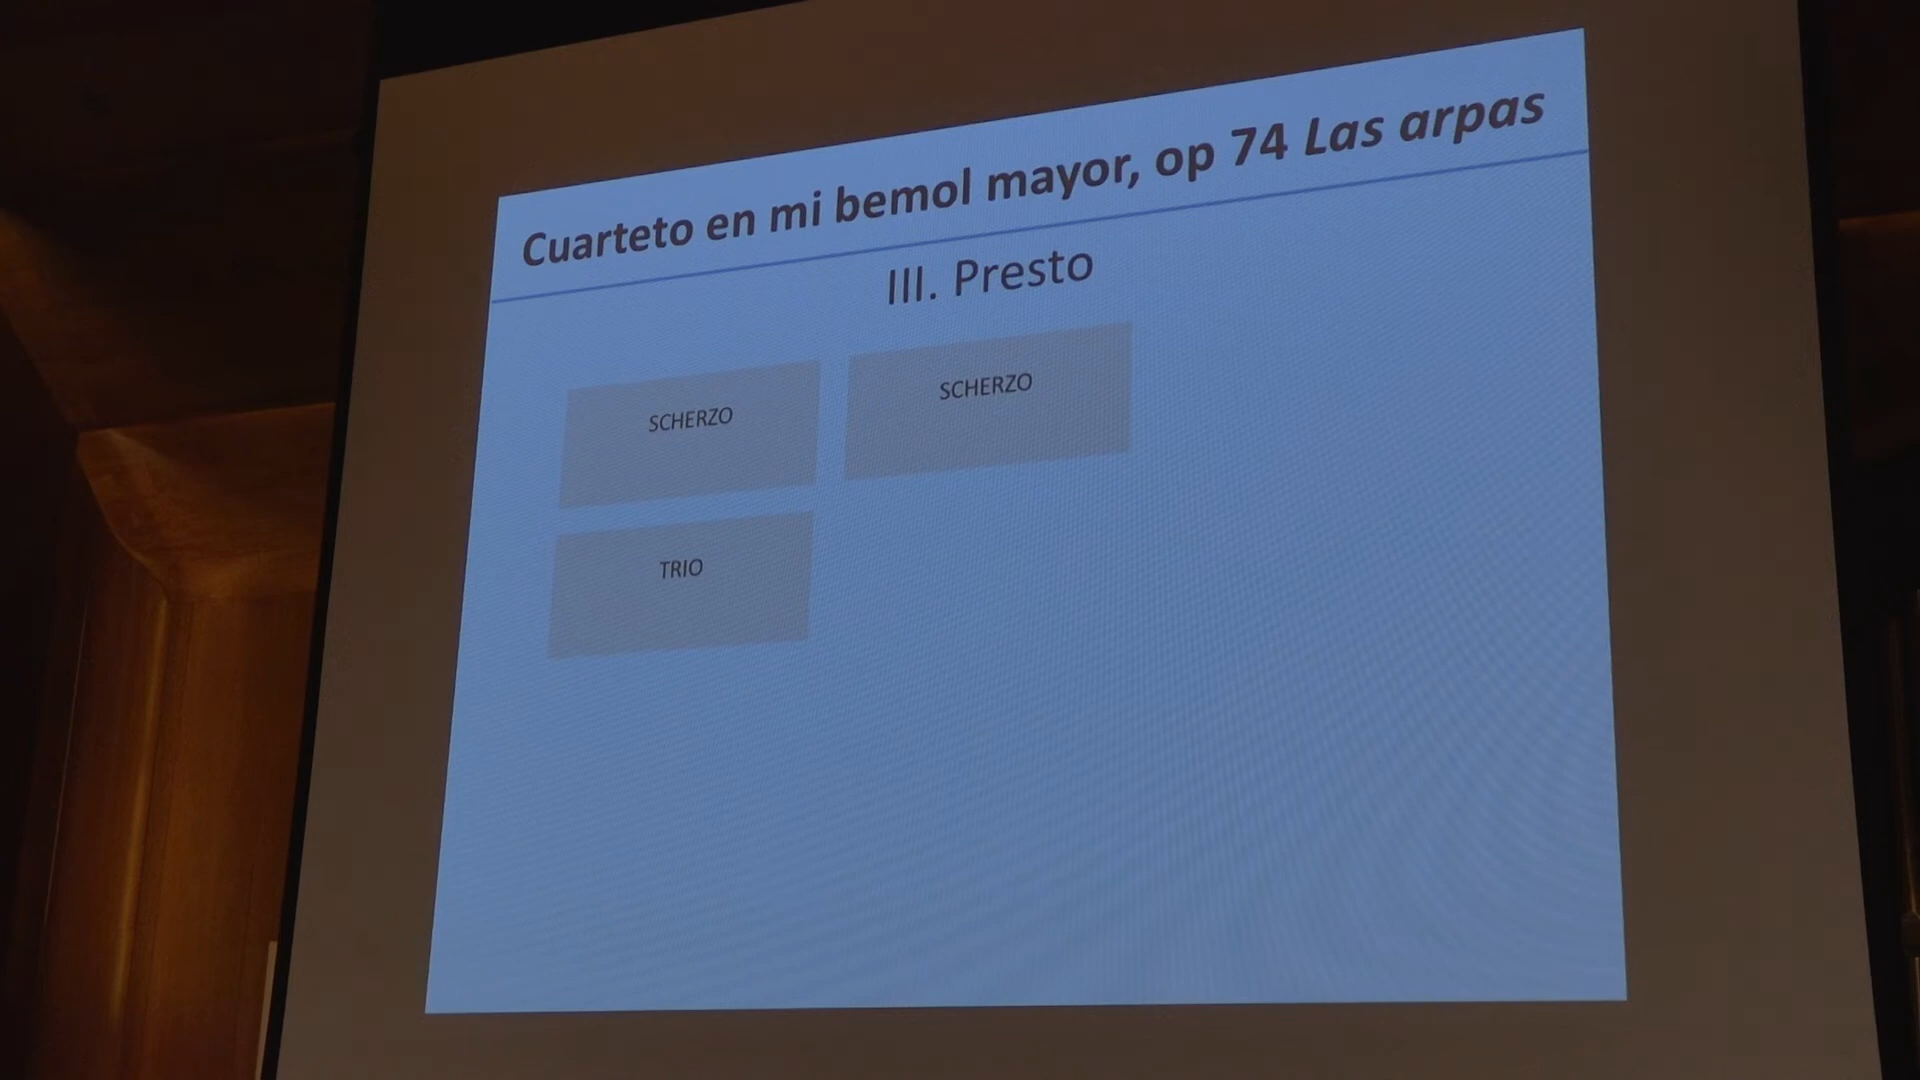 Cuarteto en mi bemol mayor, op 74 Las arpas
III. Presto
SCHERZO
SCHERZO
TRIO